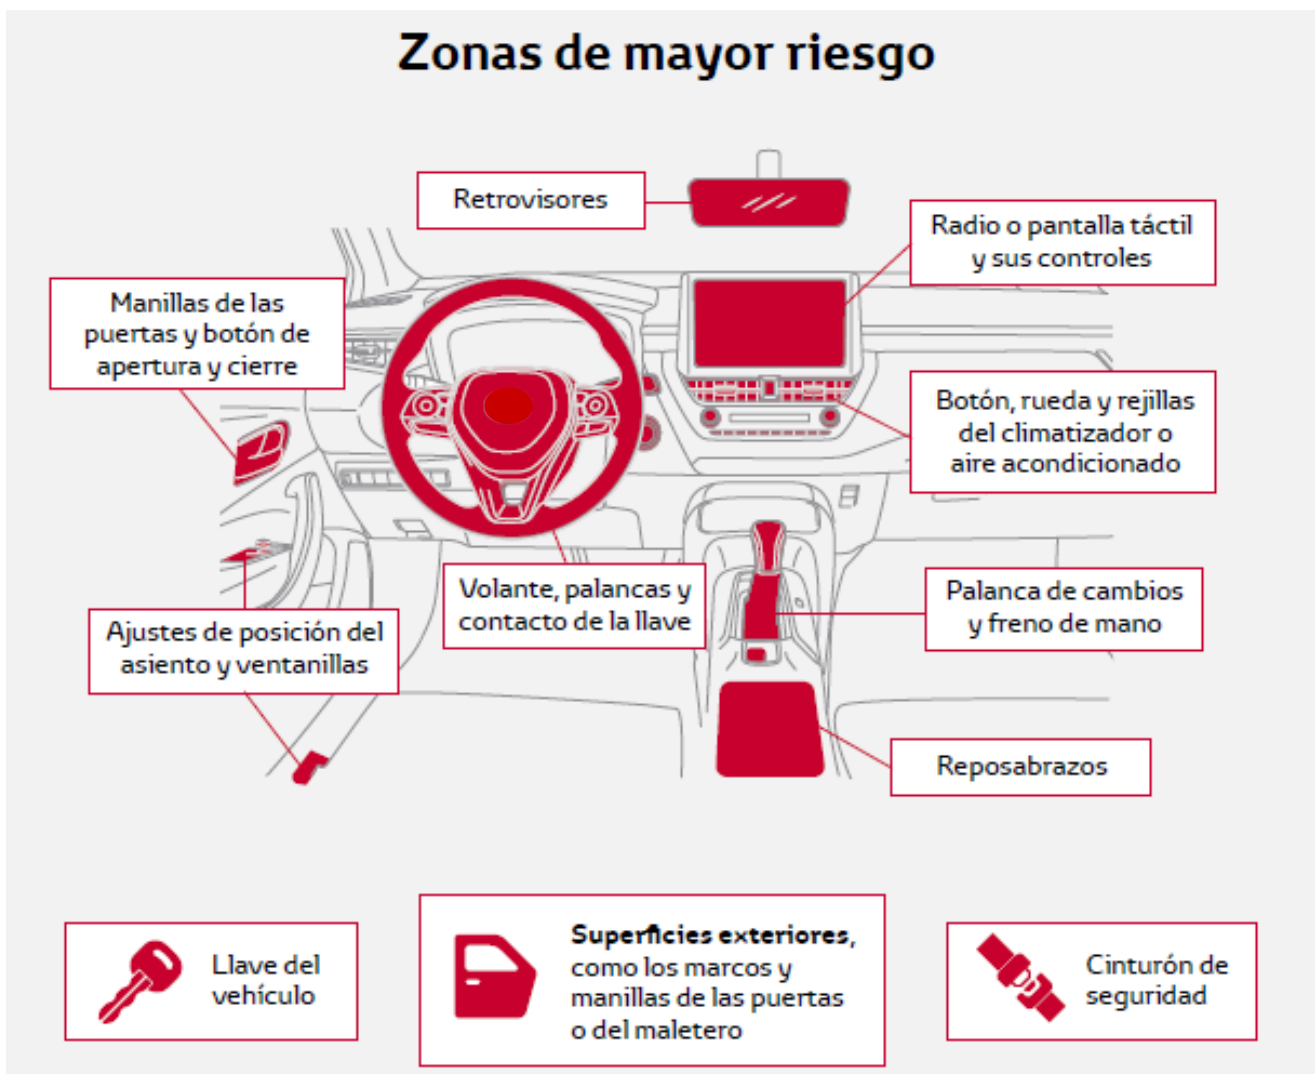 Zonas de mayor riesgo
Retrovisores
Radio o pantalla táctil
y sus controles
Manillas de las
puertas y botón de
apertura y cierre
Botón, rueda y rejillas
del climatizador o
aire acondicionado
Volante, palancas y
contacto de la llave
Palanca de cambios
y freno de mano
Ajustes de posición del
asiento y ventanillas
Reposabrazos
Llave del
vehículo
Superficies exteriores,
como los marcos y
manillas de las puertas
o del maletero
Cinturón de
seguridad